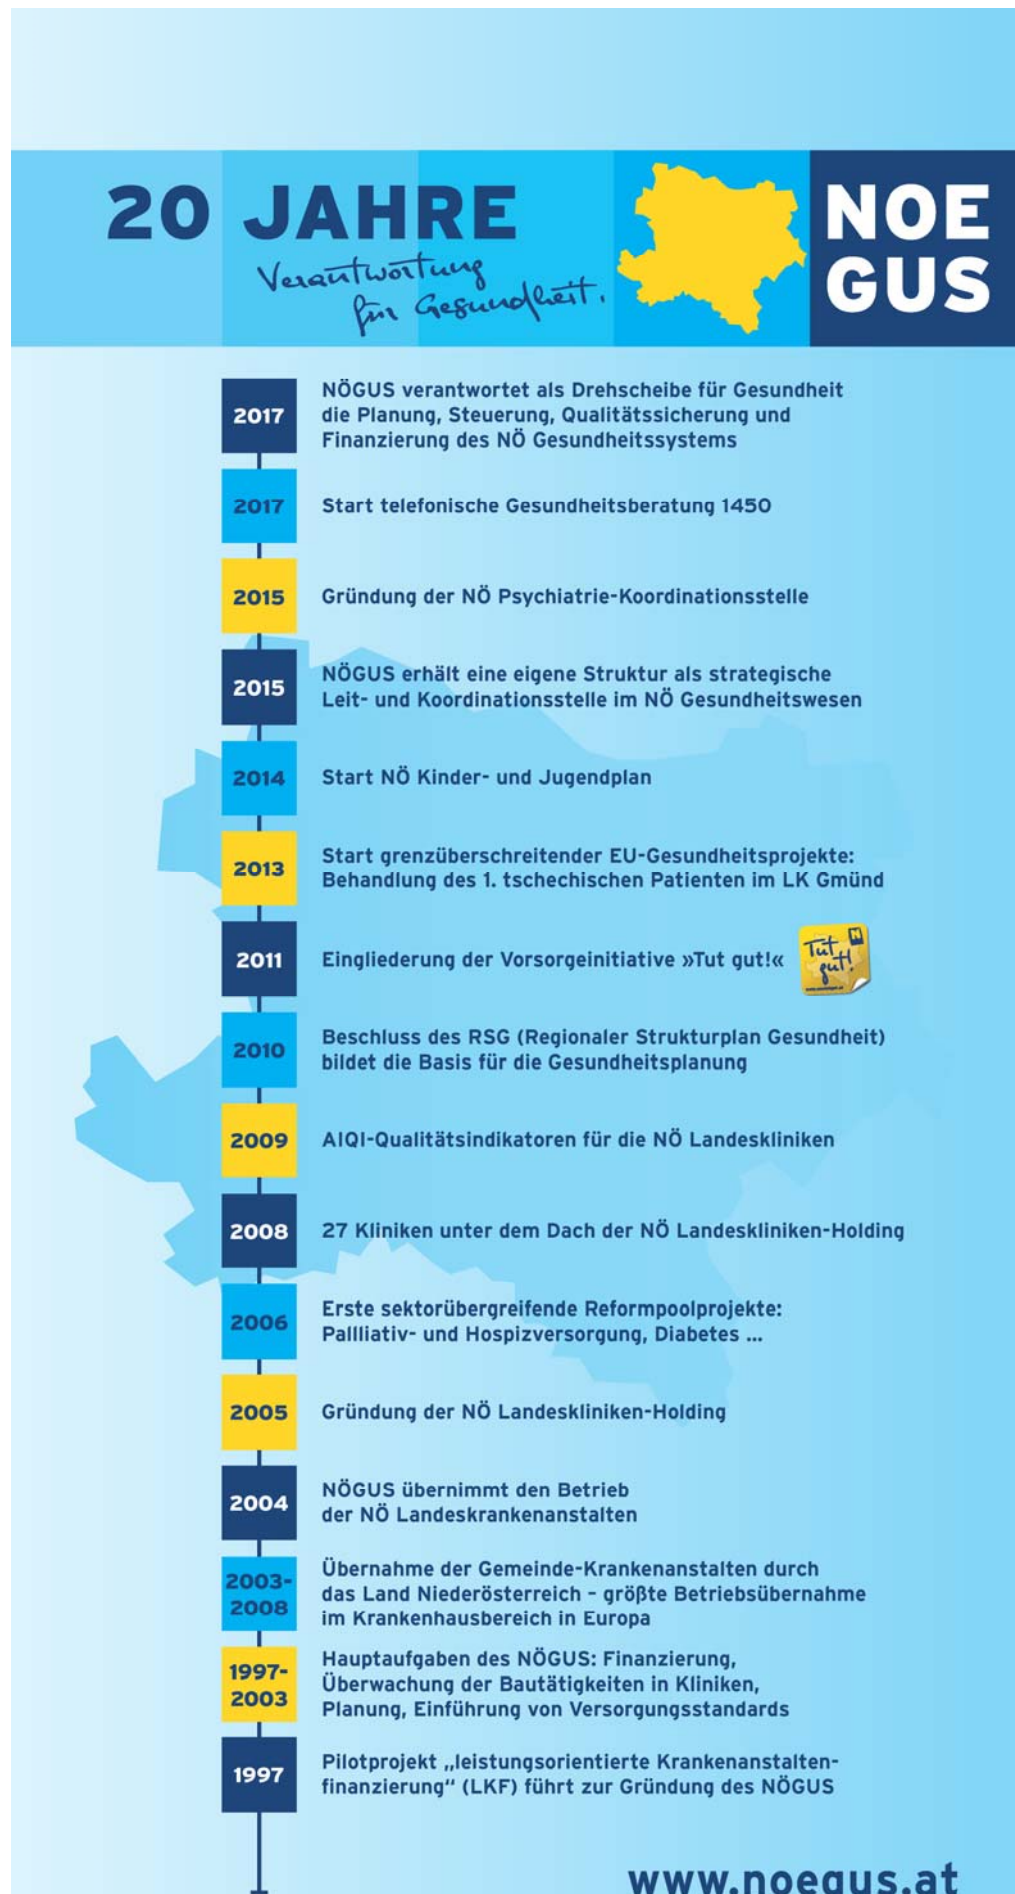 20 JAHRE
Verantwortung
für Gesundheit.
NOE
GUS
2017
NÖGUS verantwortet als Drehscheibe für Gesundheit
die Planung, Steuerung, Qualitätssicherung und
Finanzierung des NÖ Gesundheitssystems
2017
Start telefonische Gesundheitsberatung 1450
2015
Gründung der NÖ Psychiatrie-Koordinationsstelle
2015
NÖGUS erhält eine eigene Struktur als strategische
Leit- und Koordinationsstelle im NÖ Gesundheitswesen
2014
Start NÖ Kinder- und Jugendplan
2013
Start grenzüberschreitender EU-Gesundheitsprojekte:
Behandlung des 1. tschechischen Patienten im LK Gmünd
2011
Eingliederung der Vorsorgeinitiative »Tut gut!«
N
Tut
gut!
2010
Beschluss des RSG (Regionaler Strukturplan Gesundheit)
bildet die Basis für die Gesundheitsplanung
2009
AIQI-Qualitätsindikatoren für die NÖ Landeskliniken
2008
27 Kliniken unter dem Dach der NÖ Landeskliniken-Holding
2006
Erste sektorübergreifende Reformpoolprojekte:
Pallliativ- und Hospizversorgung, Diabetes ...
2005
Gründung der NÖ Landeskliniken-Holding
2004
NÖGUS übernimmt den Betrieb
der NÖ Landeskrankenanstalten
2003-
2008
Übernahme der Gemeinde-Krankenanstalten durch
das Land Niederösterreich – größte Betriebsübernahme
im Krankenhausbereich in Europa
1997-
2003
Hauptaufgaben des NÖGUS: Finanzierung,
Überwachung der Bautätigkeiten in Kliniken,
Planung, Einführung von Versorgungsstandards
1997
Pilotprojekt „leistungsorientierte Krankenanstalten-
finanzierung“ (LKF) führt zur Gründung des NÖGUS
www.noegus.at